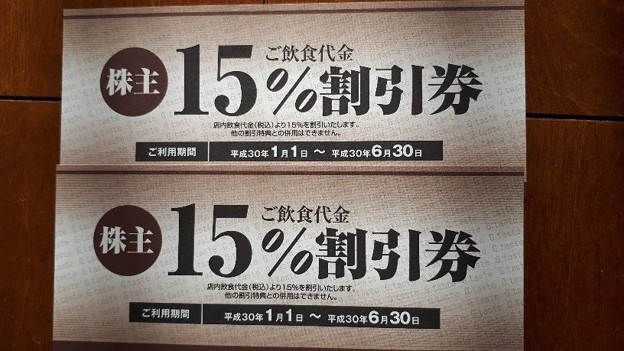 株主
ご飲食代金
15%割引券
店内飲食代金(税込)より15%を割引いたします。
他の割引特典との併用はできません。
ご利用期間 平成30年1月1日 ～ 平成30年6月30日
株主
ご飲食代金
15%割引券
店内飲食代金(税込)より15%を割引いたします。
他の割引特典との併用はできません。
ご利用期間 平成30年1月1日 ～ 平成30年6月30日